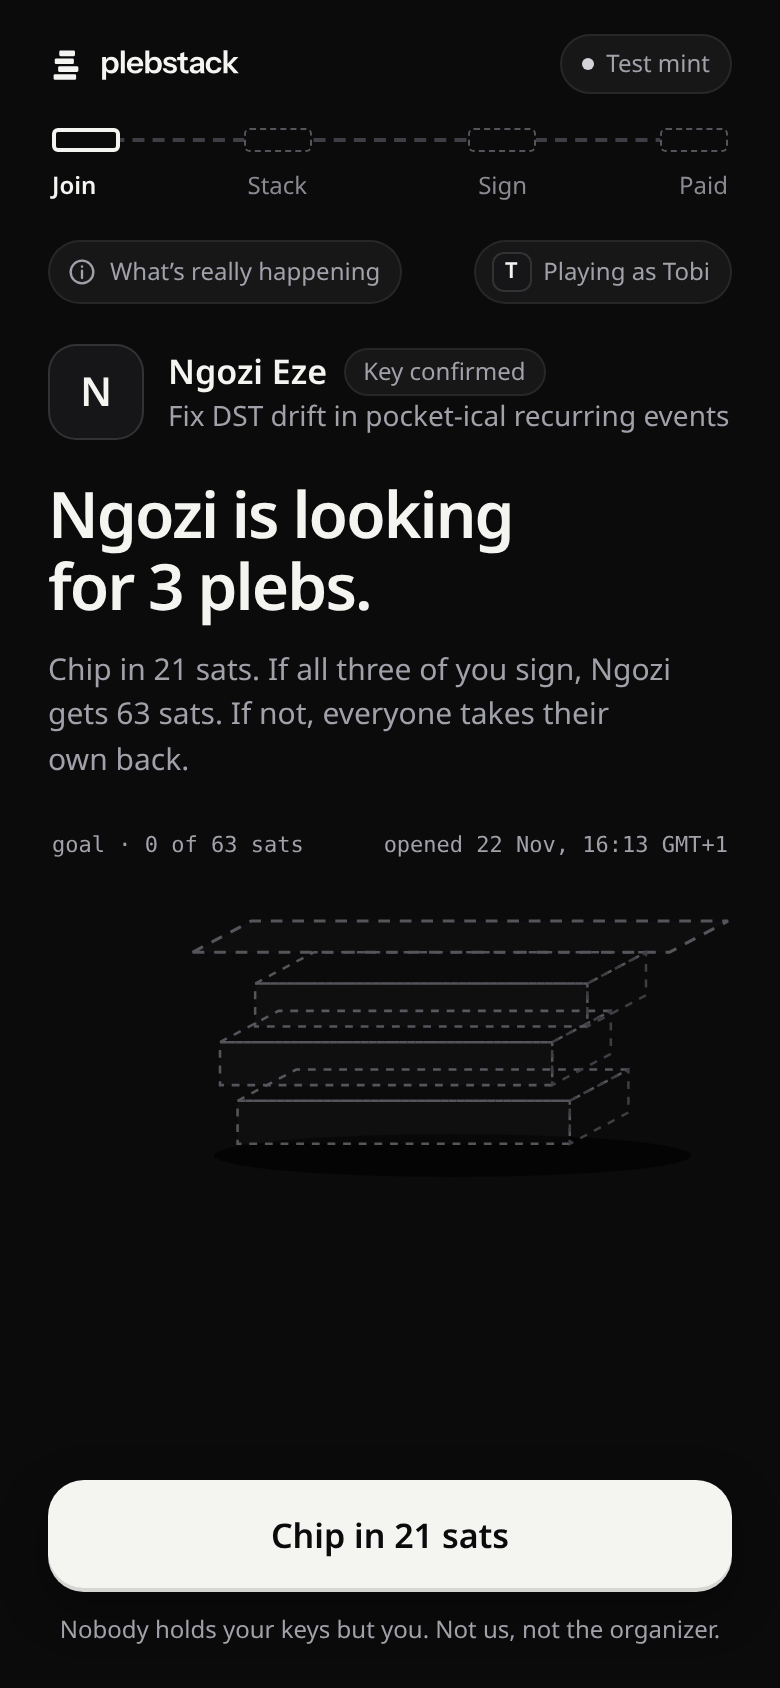 plebstack
Test mint
Join
Stack
Sign
Paid
What’s really happening
T
Playing as Tobi
N
Ngozi Eze
Key confirmed
Fix DST drift in pocket-ical recurring events
Ngozi is looking
for 3 plebs.
Chip in 21 sats. If all three of you sign, Ngozi
gets 63 sats. If not, everyone takes their
own back.
goal · 0 of 63 sats
opened 22 Nov, 16:13 GMT+1
Chip in 21 sats
Nobody holds your keys but you. Not us, not the organizer.